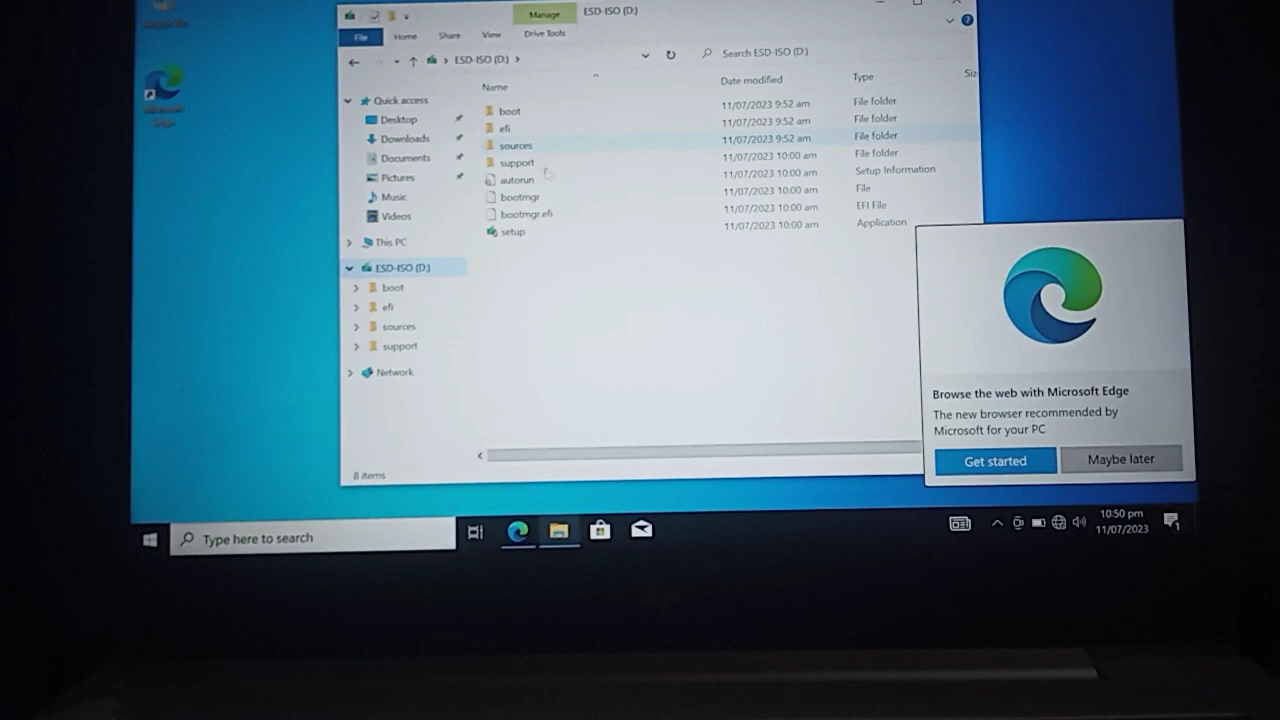 Manage
ESD-ISO (D:)
File
Home
Share
View
Drive Tools
ESD-ISO (D:)
Search ESD-ISO (D:)
Name
Date modified
Type
Siz
Quick access
Desktop
Downloads
Documents
Pictures
Music
Videos
This PC
ESD-ISO (D:)
boot
efi
sources
support
Network
boot 11/07/2023 9:52 am File folder
efi 11/07/2023 9:52 am File folder
sources 11/07/2023 9:52 am File folder
support 11/07/2023 10:00 am File folder
autorun 11/07/2023 10:00 am Setup Information
bootmgr 11/07/2023 10:00 am File
bootmgr.efi 11/07/2023 10:00 am EFI File
setup 11/07/2023 10:00 am Application
8 items
Microsoft
Edge
Browse the web with Microsoft Edge
The new browser recommended by
Microsoft for your PC
Get started
Maybe later
Type here to search
10:50 pm
11/07/2023
1